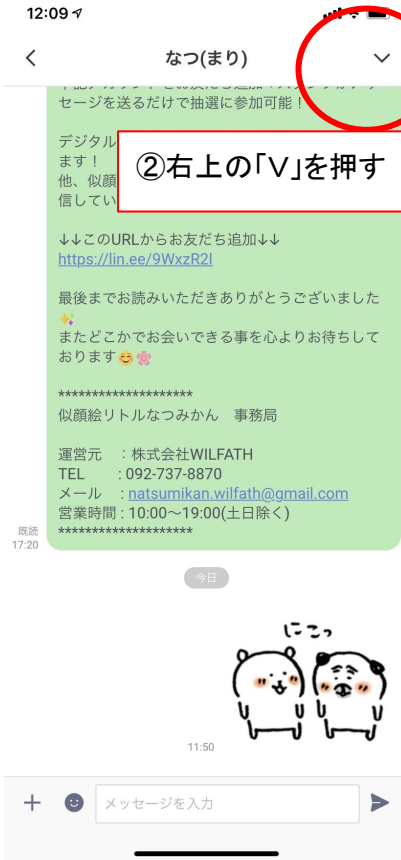 12:09
なつ(まり)
セージを送るだけで抽選に参加可能！
デジタル
②右上の「∨」を押す
ます！
他、似顔
信してい
↓↓このURLからお友だち追加↓↓
https://lin.ee/9WxzR2l
最後までお読みいただきありがとうございました
✨
またどこかでお会いできる事を心よりお待ちして
おります😊🌸
********************
似顔絵リトルなつみかん　事務局
運営元　：株式会社WILFATH
TEL　：092-737-8870
メール　：natsumikan.wilfath@gmail.com
営業時間：10:00〜19:00(土日除く)
********************
既読
17:20
今日
にこっ
11:50
メッセージを入力